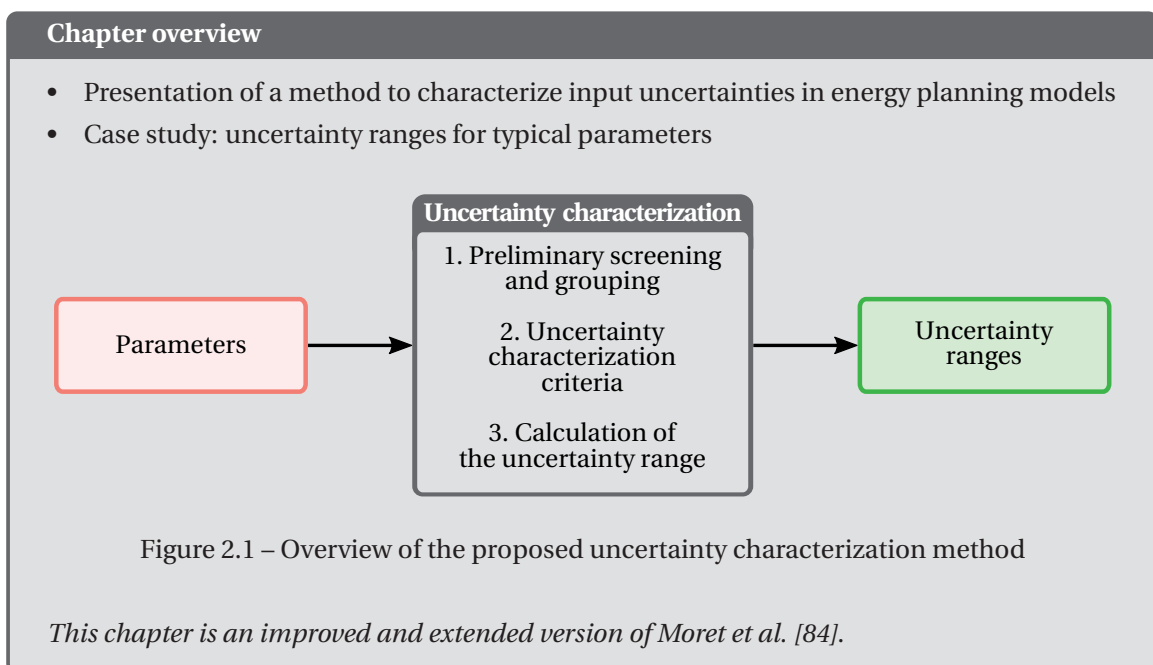 Chapter overview
• Presentation of a method to characterize input uncertainties in energy planning models
• Case study: uncertainty ranges for typical parameters
Uncertainty characterization
1. Preliminary screening
and grouping
2. Uncertainty
characterization
criteria
3. Calculation of
the uncertainty range
Parameters
Uncertainty
ranges
Figure 2.1 – Overview of the proposed uncertainty characterization method
This chapter is an improved and extended version of Moret et al. [84].